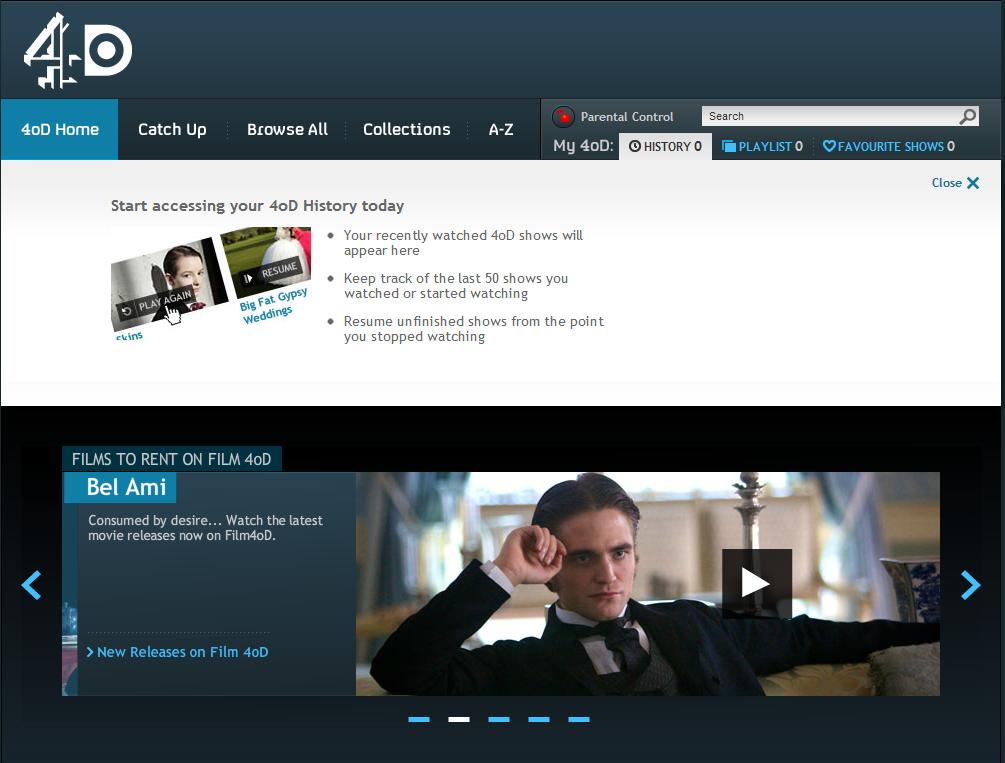 4oD
4oD Home
Catch Up
Browse All
Collections
A-Z
Parental Control
Search
My 4oD:
HISTORY 0
PLAYLIST 0
FAVOURITE SHOWS 0
Close
Start accessing your 4oD History today
PLAY AGAIN
Skins
RESUME
Big Fat Gypsy
Weddings
Your recently watched 4oD shows will
appear here
Keep track of the last 50 shows you
watched or started watching
Resume unfinished shows from the point
you stopped watching
FILMS TO RENT ON FILM 4oD
Bel Ami
Consumed by desire... Watch the latest
movie releases now on Film4oD.
New Releases on Film 4oD